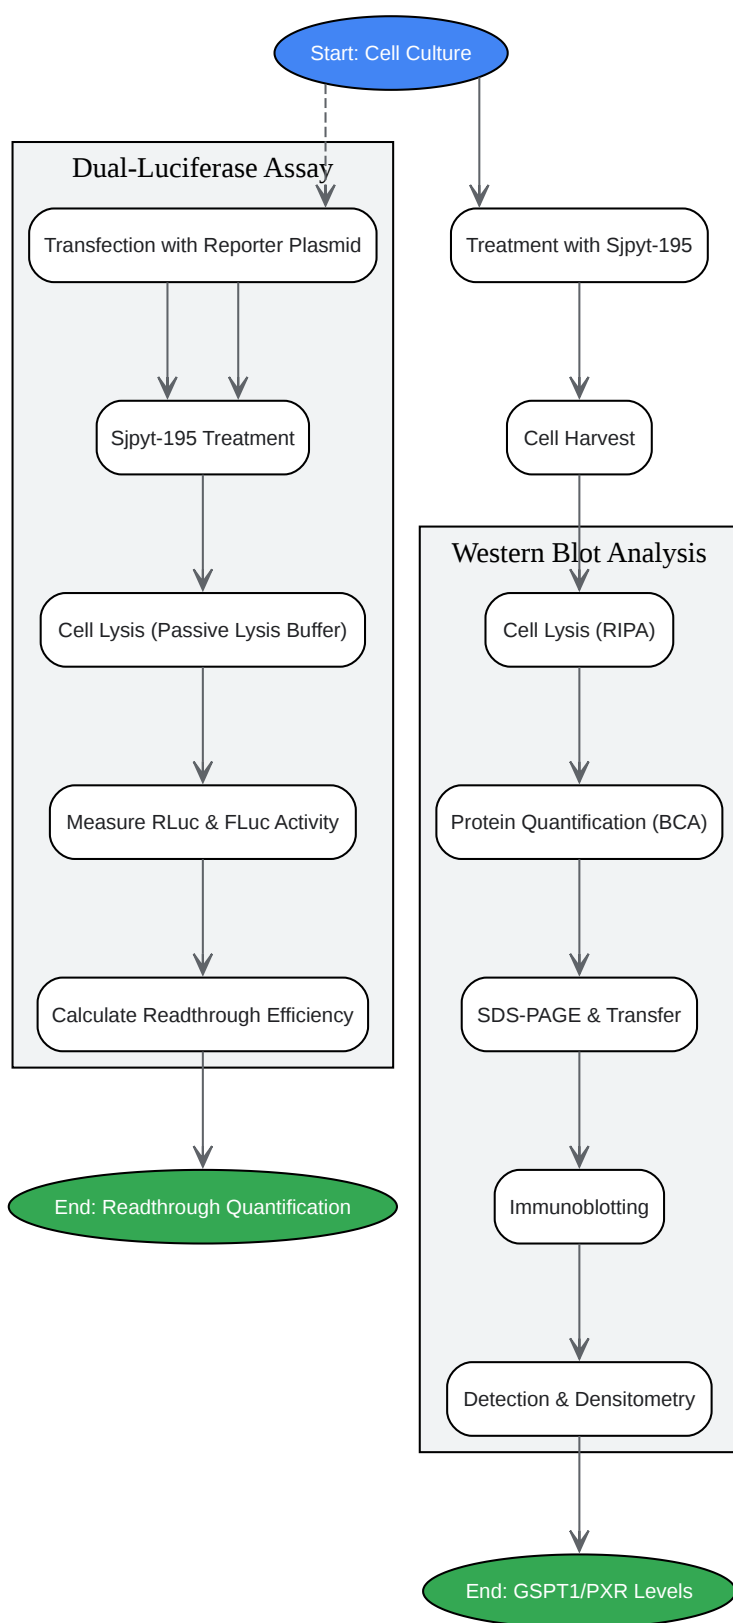 Start: Cell Culture
Dual-Luciferase Assay
Transfection with Reporter Plasmid
Sjpyt-195 Treatment
Cell Lysis (Passive Lysis Buffer)
Measure RLuc & FLuc Activity
Calculate Readthrough Efficiency
End: Readthrough Quantification
Treatment with Sjpyt-195
Cell Harvest
Western Blot Analysis
Cell Lysis (RIPA)
Protein Quantification (BCA)
SDS-PAGE & Transfer
Immunoblotting
Detection & Densitometry
End: GSPT1/PXR Levels